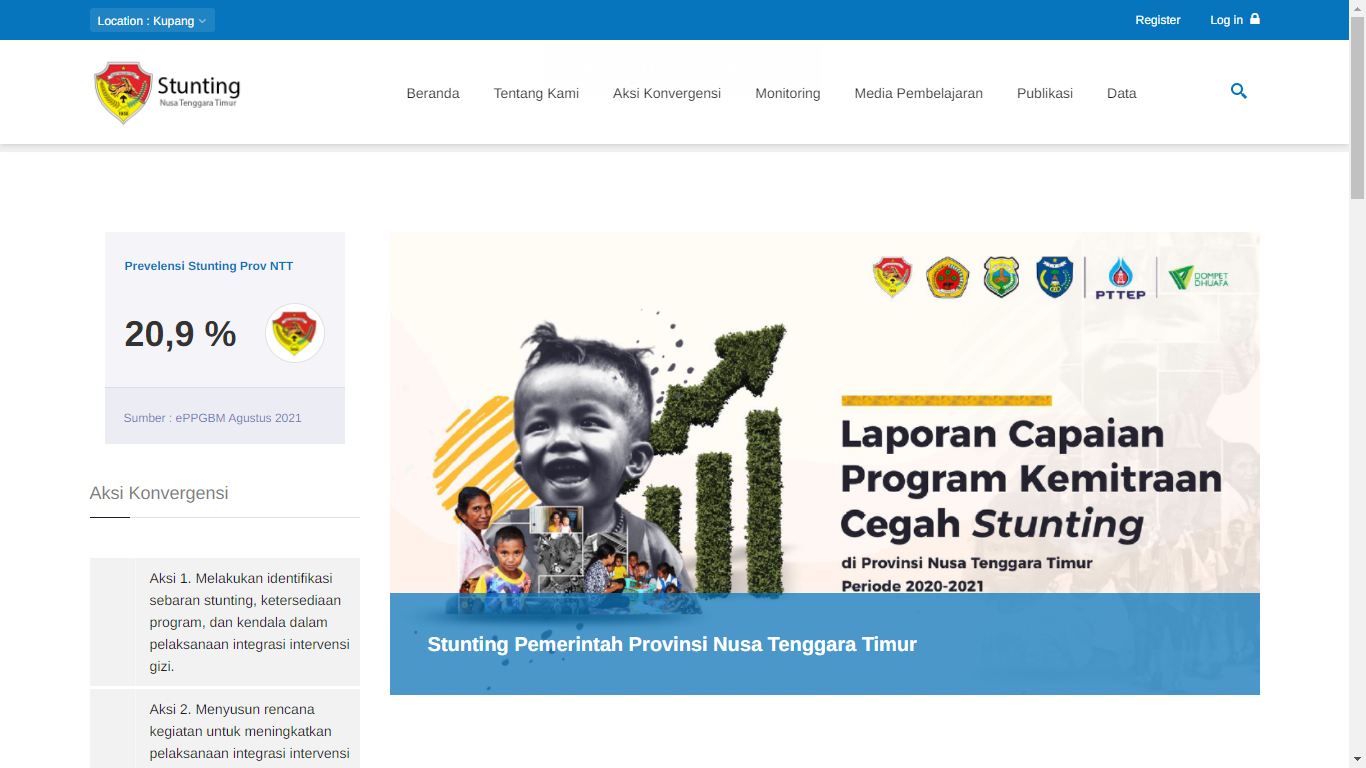 Location : Kupang
Register
Log in
Stunting
Nusa Tenggara Timur
Beranda
Tentang Kami
Aksi Konvergensi
Monitoring
Media Pembelajaran
Publikasi
Data
Prevelensi Stunting Prov NTT
20,9 %
Sumber : ePPGBM Agustus 2021
Aksi Konvergensi
Aksi 1. Melakukan identifikasi
sebaran stunting, ketersediaan
program, dan kendala dalam
pelaksanaan integrasi intervensi
gizi.
Aksi 2. Menyusun rencana
kegiatan untuk meningkatkan
pelaksanaan integrasi intervensi
PTTEP
DOMPET
DHUAFA
Laporan Capaian
Program Kemitraan
Cegah Stunting
di Provinsi Nusa Tenggara Timur
Periode 2020-2021
Stunting Pemerintah Provinsi Nusa Tenggara Timur